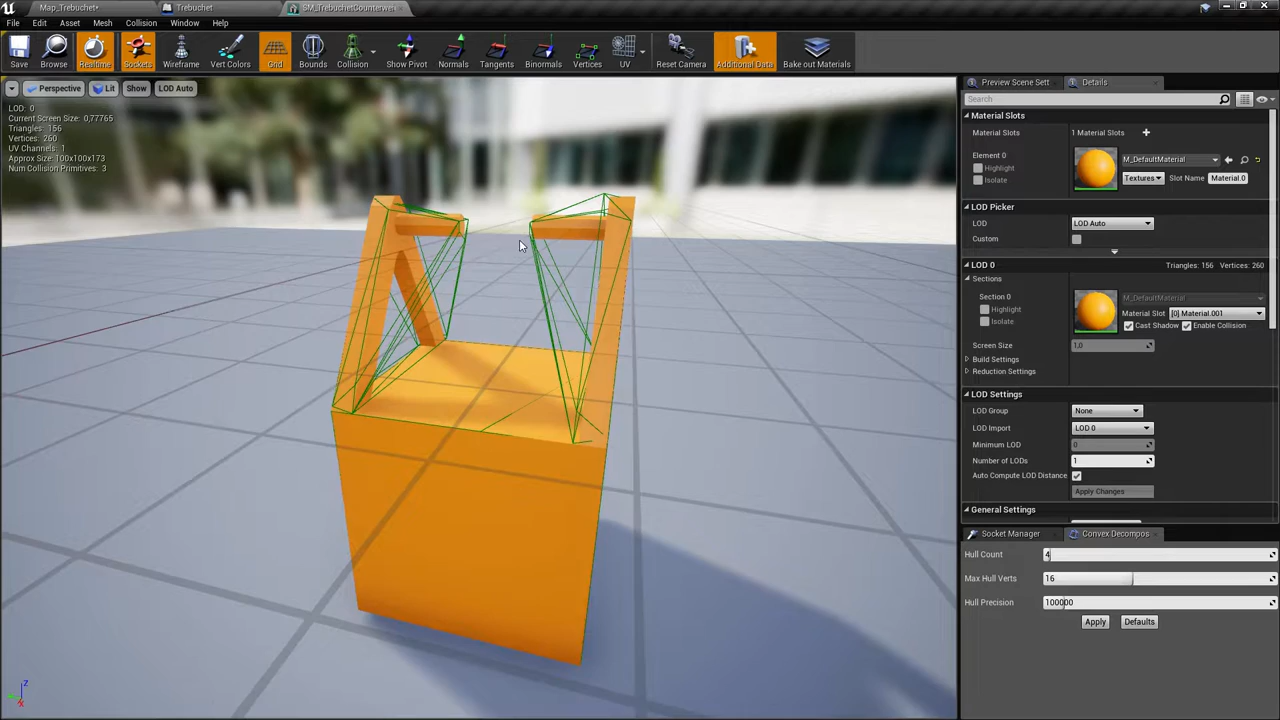 Map_Trebuchet*
Trebuchet
SM_TrebuchetCounterwei
File Edit Asset Mesh Collision Window Help
Save Browse Realtime Sockets Wireframe Vert Colors Grid Bounds Collision Show Pivot Normals Tangents Binormals Vertices UV Reset Camera Additional Data Bake out Materials
Perspective Lit Show LOD Auto
LOD: 0
Current Screen Size: 0,77765
Triangles: 156
Vertices: 260
UV Channels: 1
Approx Size: 100x100x173
Num Collision Primitives: 3
Z
X
Preview Scene Sett Details
Search
Material Slots
Material Slots 1 Material Slots
Element 0
Highlight
Isolate
M_DefaultMaterial
Textures Slot Name Material.0
LOD Picker
LOD LOD Auto
Custom
LOD 0 Triangles: 156 Vertices: 260
Sections
Section 0
Highlight
Isolate
M_DefaultMaterial
Material Slot [0] Material.001
Cast Shadow Enable Collision
Screen Size 1,0
Build Settings
Reduction Settings
LOD Settings
LOD Group None
LOD Import LOD 0
Minimum LOD 0
Number of LODs 1
Auto Compute LOD Distance
Apply Changes
General Settings
Socket Manager Convex Decompos
Hull Count 4
Max Hull Verts 16
Hull Precision 100000
Apply Defaults